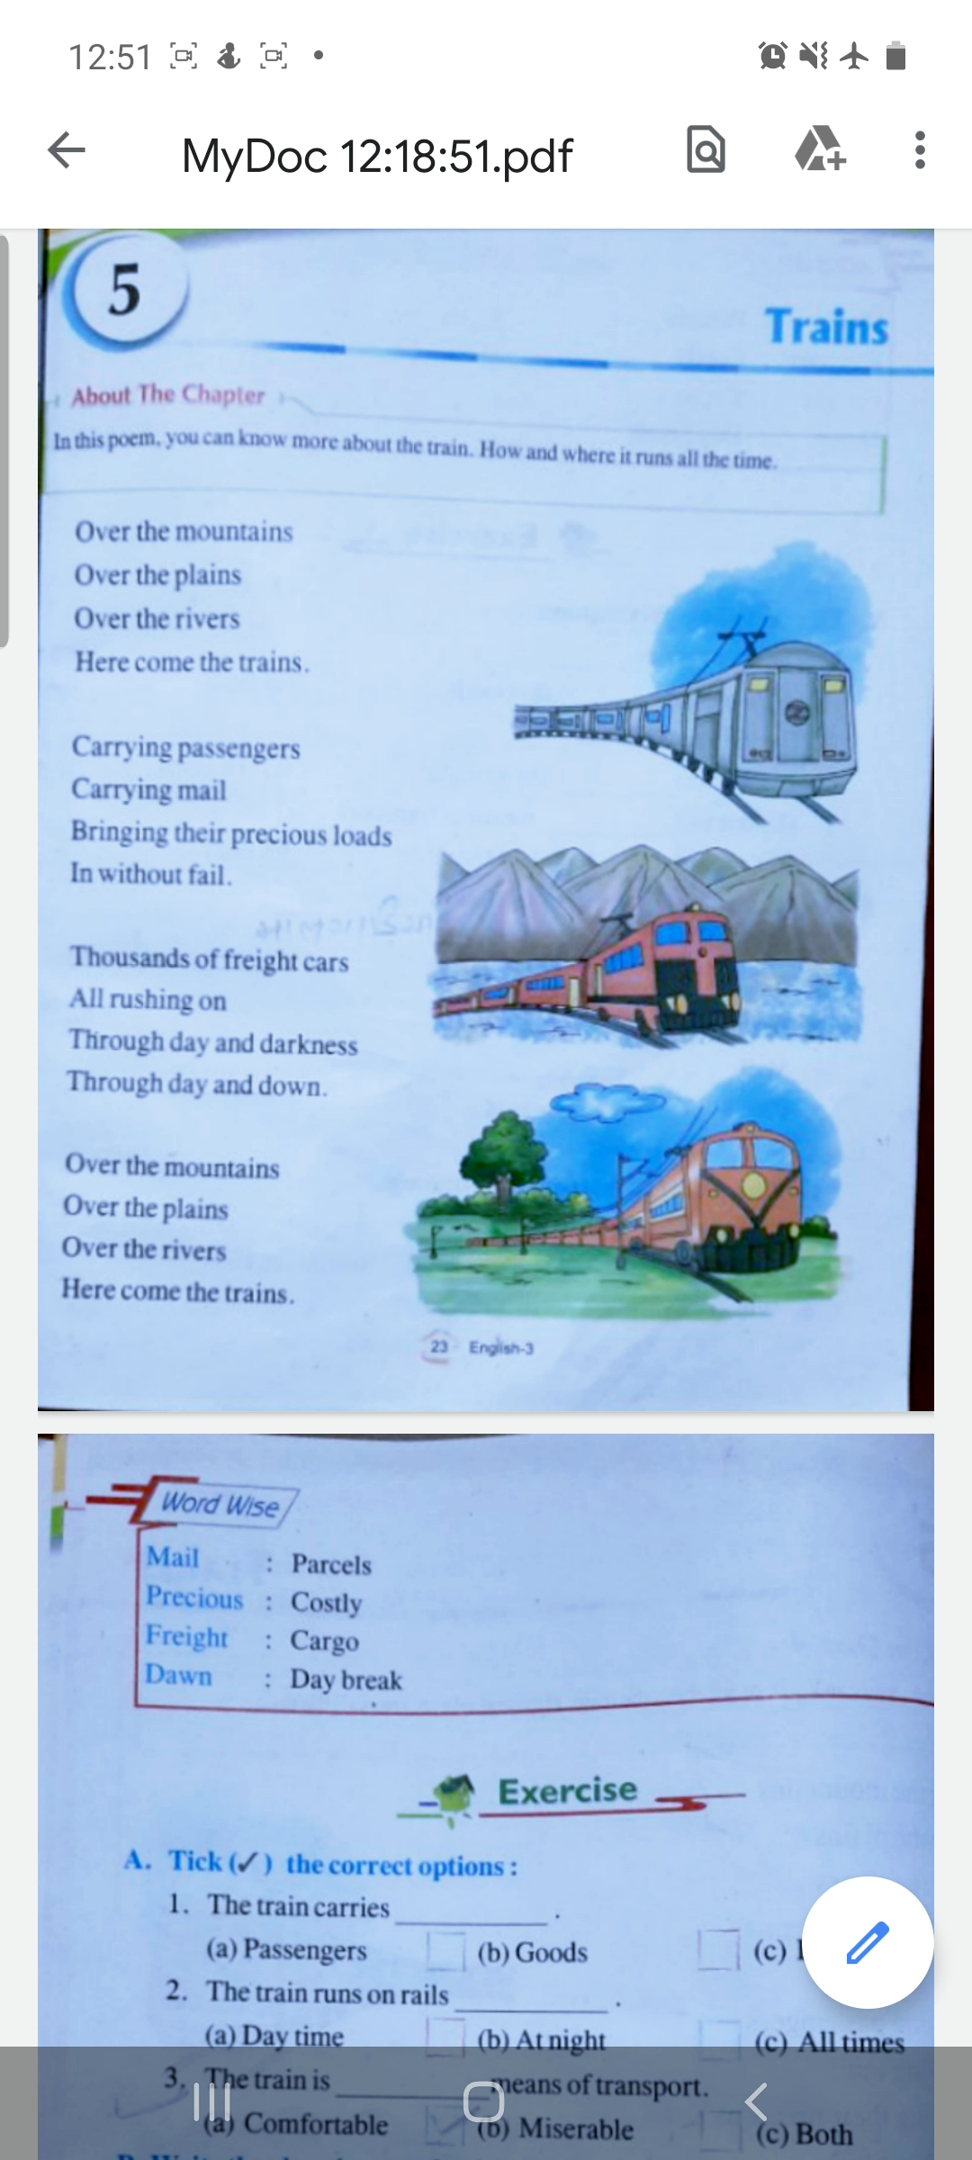 12:51
MyDoc 12:18:51.pdf
5
Trains
About The Chapter
In this poem, you can know more about the train. How and where it runs all the time.
Over the mountains
Over the plains
Over the rivers
Here come the trains.
Carrying passengers
Carrying mail
Bringing their precious loads
In without fail.
Thousands of freight cars
All rushing on
Through day and darkness
Through day and down.
Over the mountains
Over the plains
Over the rivers
Here come the trains.
23 English-3
Word Wise
Mail : Parcels
Precious : Costly
Freight : Cargo
Dawn : Day break
Exercise
A. Tick (✓) the correct options :
1. The train carries ___________ .
(a) Passengers (b) Goods (c)
2. The train runs on rails ___________ .
(a) Day time (b) At night (c) All times
3. The train is ___________ means of transport.
(a) Comfortable (b) Miserable (c) Both